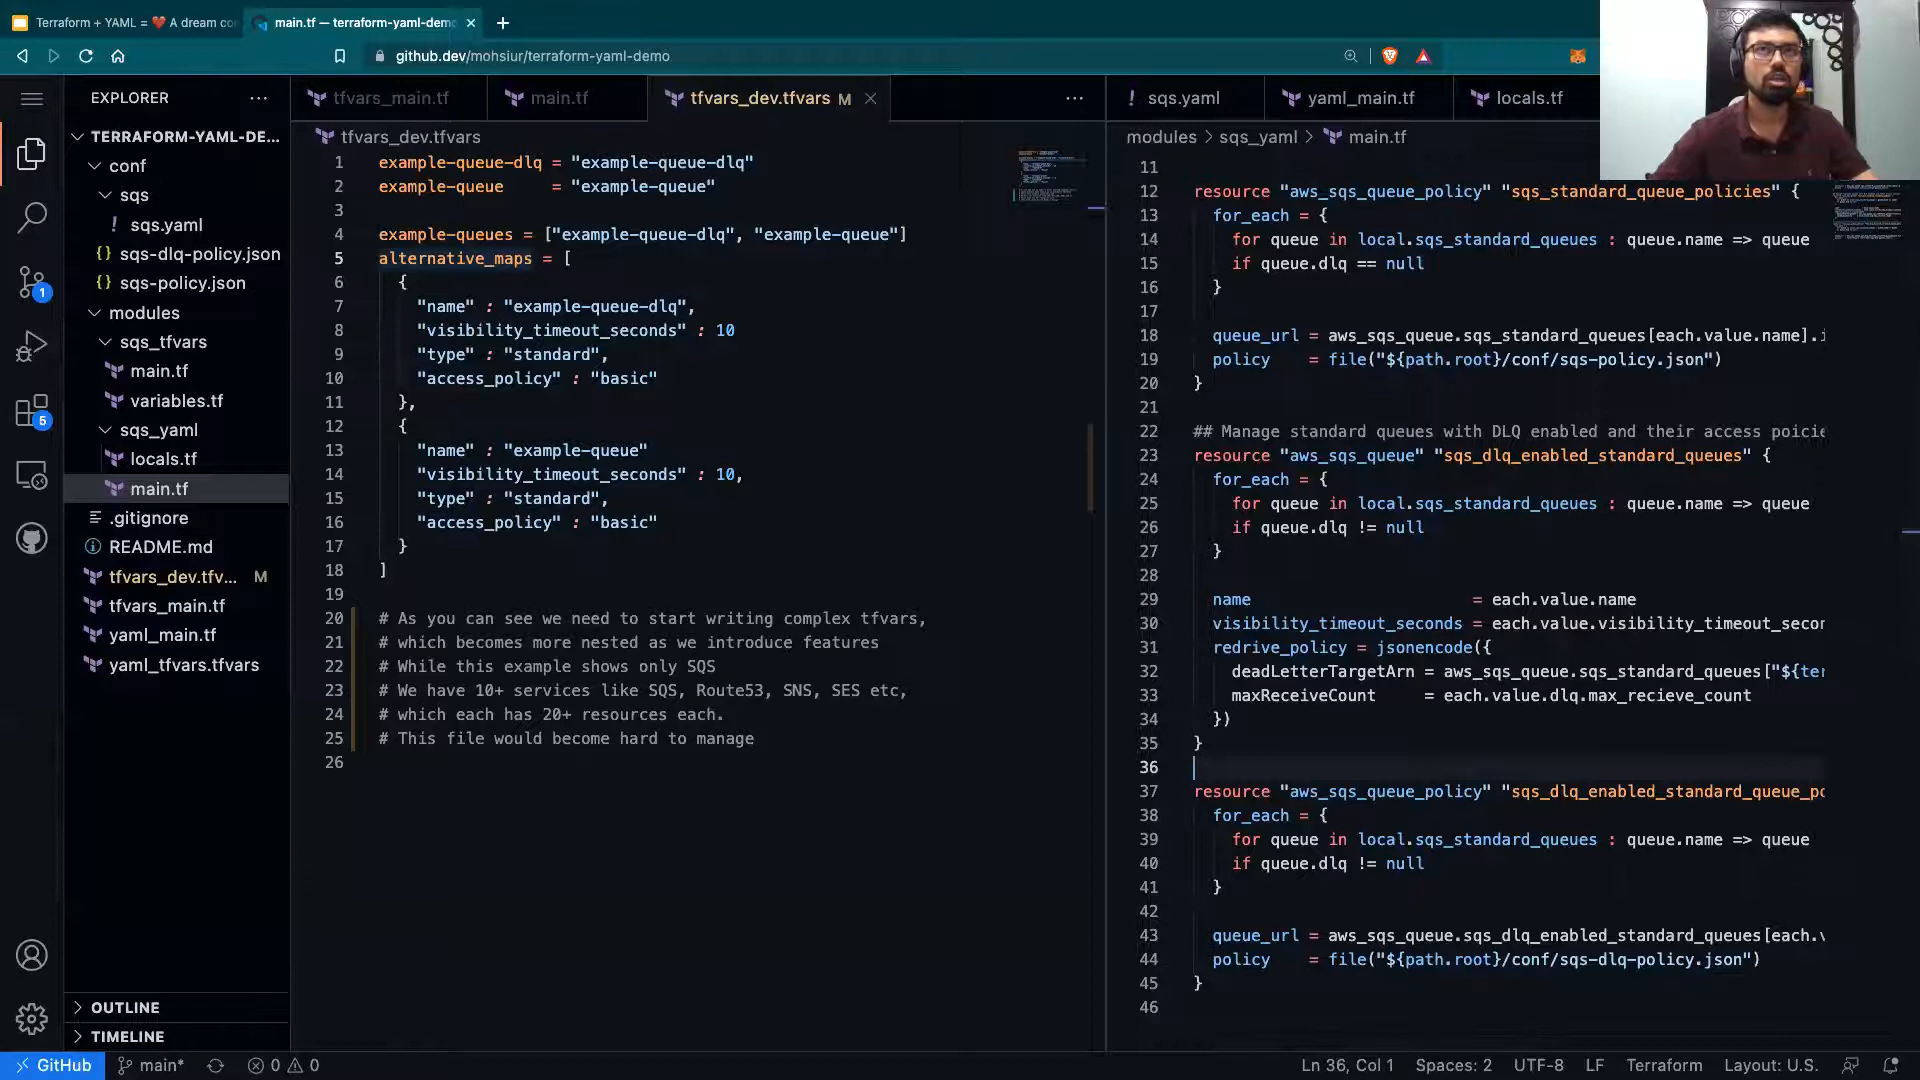 Terraform + YAML = ❤️ A dream co
main.tf — terraform-yaml-demo
github.dev/mohsiur/terraform-yaml-demo
EXPLORER
TERRAFORM-YAML-DE...
conf
sqs
! sqs.yaml
{} sqs-dlq-policy.json
{} sqs-policy.json
modules
sqs_tfvars
main.tf
variables.tf
sqs_yaml
locals.tf
main.tf
.gitignore
README.md
tfvars_dev.tfv... M
tfvars_main.tf
yaml_main.tf
yaml_tfvars.tfvars
OUTLINE
TIMELINE
1
5
tfvars_main.tf
main.tf
tfvars_dev.tfvars M
tfvars_dev.tfvars
1 example-queue-dlq = "example-queue-dlq"
2 example-queue     = "example-queue"
3
4 example-queues = ["example-queue-dlq", "example-queue"]
5 alternative_maps = [
6   {
7     "name" : "example-queue-dlq",
8     "visibility_timeout_seconds" : 10
9     "type" : "standard",
10     "access_policy" : "basic"
11   },
12   {
13     "name" : "example-queue"
14     "visibility_timeout_seconds" : 10,
15     "type" : "standard",
16     "access_policy" : "basic"
17   }
18 ]
19
20 # As you can see we need to start writing complex tfvars,
21 # which becomes more nested as we introduce features
22 # While this example shows only SQS
23 # We have 10+ services like SQS, Route53, SNS, SES etc,
24 # which each has 20+ resources each.
25 # This file would become hard to manage
26
! sqs.yaml
yaml_main.tf
locals.tf
modules > sqs_yaml > main.tf
11
12 resource "aws_sqs_queue_policy" "sqs_standard_queue_policies" {
13   for_each = {
14     for queue in local.sqs_standard_queues : queue.name => queue
15     if queue.dlq == null
16   }
17
18   queue_url = aws_sqs_queue.sqs_standard_queues[each.value.name].i
19   policy    = file("${path.root}/conf/sqs-policy.json")
20 }
21
22 ## Manage standard queues with DLQ enabled and their access poicie
23 resource "aws_sqs_queue" "sqs_dlq_enabled_standard_queues" {
24   for_each = {
25     for queue in local.sqs_standard_queues : queue.name => queue
26     if queue.dlq != null
27   }
28
29   name                       = each.value.name
30   visibility_timeout_seconds = each.value.visibility_timeout_secon
31   redrive_policy = jsonencode({
32     deadLetterTargetArn = aws_sqs_queue.sqs_standard_queues["${ter
33     maxReceiveCount     = each.value.dlq.max_recieve_count
34   })
35 }
36
37 resource "aws_sqs_queue_policy" "sqs_dlq_enabled_standard_queue_po
38   for_each = {
39     for queue in local.sqs_standard_queues : queue.name => queue
40     if queue.dlq != null
41   }
42
43   queue_url = aws_sqs_queue.sqs_dlq_enabled_standard_queues[each.v
44   policy    = file("${path.root}/conf/sqs-dlq-policy.json")
45 }
46
GitHub
main*
0
0
Ln 36, Col 1
Spaces: 2
UTF-8
LF
Terraform
Layout: U.S.